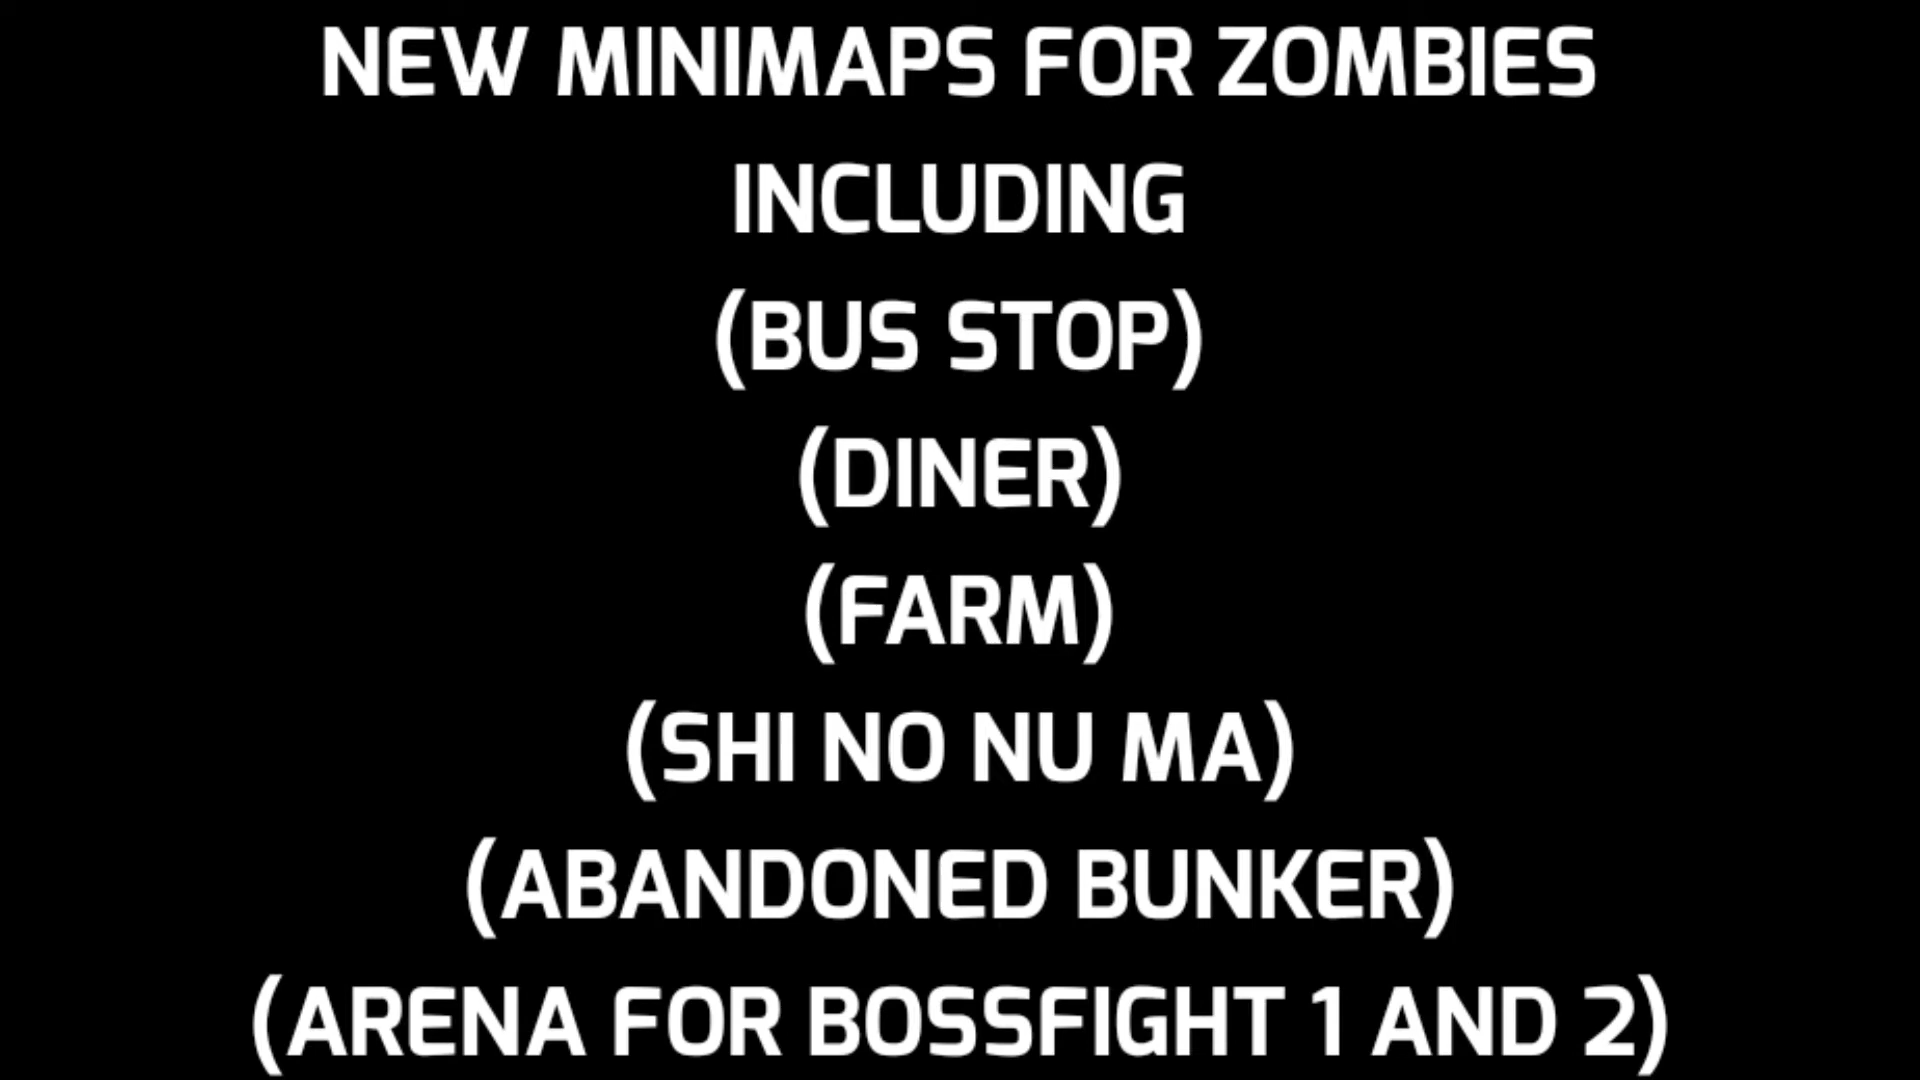 NEW MINIMAPS FOR ZOMBIES
INCLUDING
(BUS STOP)
(DINER)
(FARM)
(SHI NO NU MA)
(ABANDONED BUNKER)
(ARENA FOR BOSSFIGHT 1 AND 2)